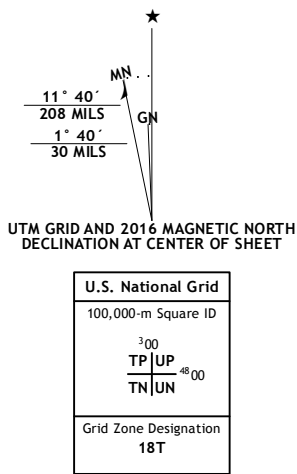 ★
MN
GN
11° 40´
208 MILS
1° 40´
30 MILS
UTM GRID AND 2016 MAGNETIC NORTH
DECLINATION AT CENTER OF SHEET
U.S. National Grid
100,000-m Square ID
300
TP UP
4800
TN UN
Grid Zone Designation
18T